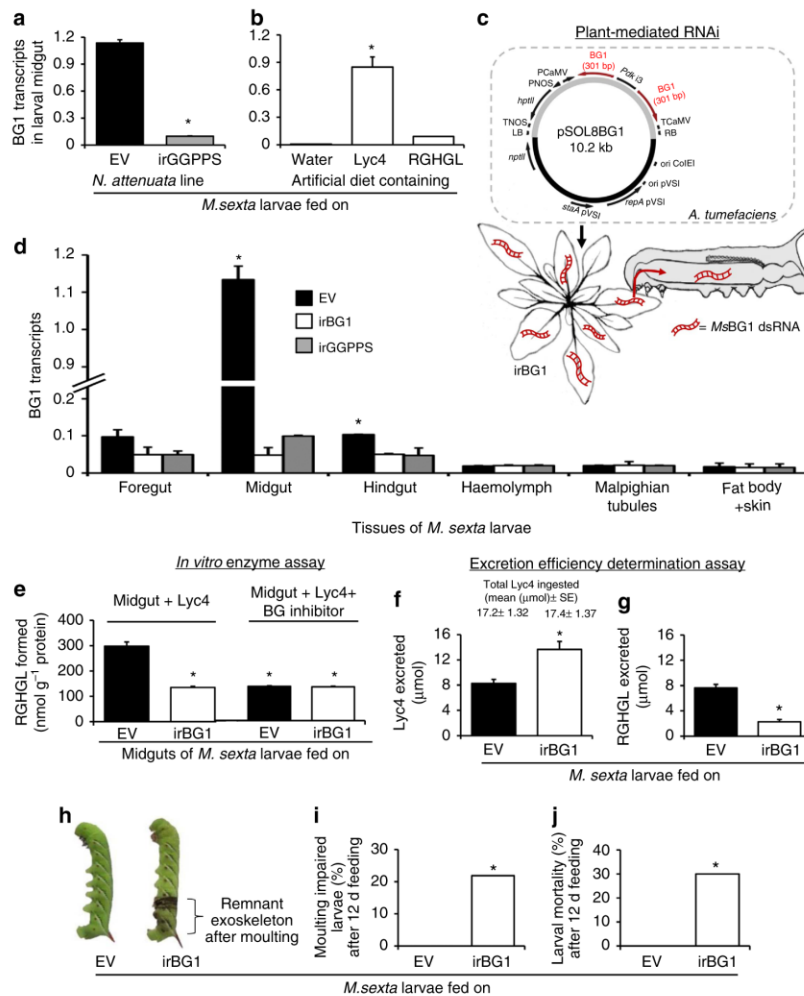 a
BG1 transcripts
in larval midgut
1.2
0.9
0.6
0.3
0
*
EV
irGGPPS
N. attenuata line
b
1.2
0.9
0.6
0.3
0
*
Water
Lyc4
RGHGL
Artificial diet containing
M.sexta larvae fed on
c
Plant-mediated RNAi
BG1
(301 bp)
Pdk i3
BG1
(301 bp)
PCaMV
PNOS
hptII
TNOS
LB
nptII
TCaMV
RB
pSOL8BG1
10.2 kb
ori ColEI
ori pVSI
repA pVSI
staA pVSI
A. tumefaciens
irBG1
= MsBG1 dsRNA
d
BG1 transcripts
1.2
1.1
1.0
0.1
0
*
*
EV
irBG1
irGGPPS
Foregut
Midgut
Hindgut
Haemolymph
Malpighian
tubules
Fat body
+skin
Tissues of M. sexta larvae
In vitro enzyme assay
e
Midgut + Lyc4
Midgut + Lyc4+
BG inhibitor
RGHGL formed
(nmol g⁻¹ protein)
400
300
200
100
0
*
*
*
EV
irBG1
EV
irBG1
Midguts of M. sexta larvae fed on
Excretion efficiency determination assay
f
Total Lyc4 ingested
(mean (μmol)± SE)
17.2± 1.32
17.4± 1.37
Lyc4 excreted
(μmol)
16
12
8
4
0
*
EV
irBG1
g
RGHGL excreted
(μmol)
16
12
8
4
0
*
EV
irBG1
M. sexta larvae fed on
h
Remnant
exoskeleton
after moulting
EV
irBG1
i
Moulting impaired
larvae (%)
after 12 d feeding
40
30
20
10
0
*
EV
irBG1
j
Larval mortality (%)
after 12 d feeding
40
30
20
10
0
*
EV
irBG1
M.sexta larvae fed on